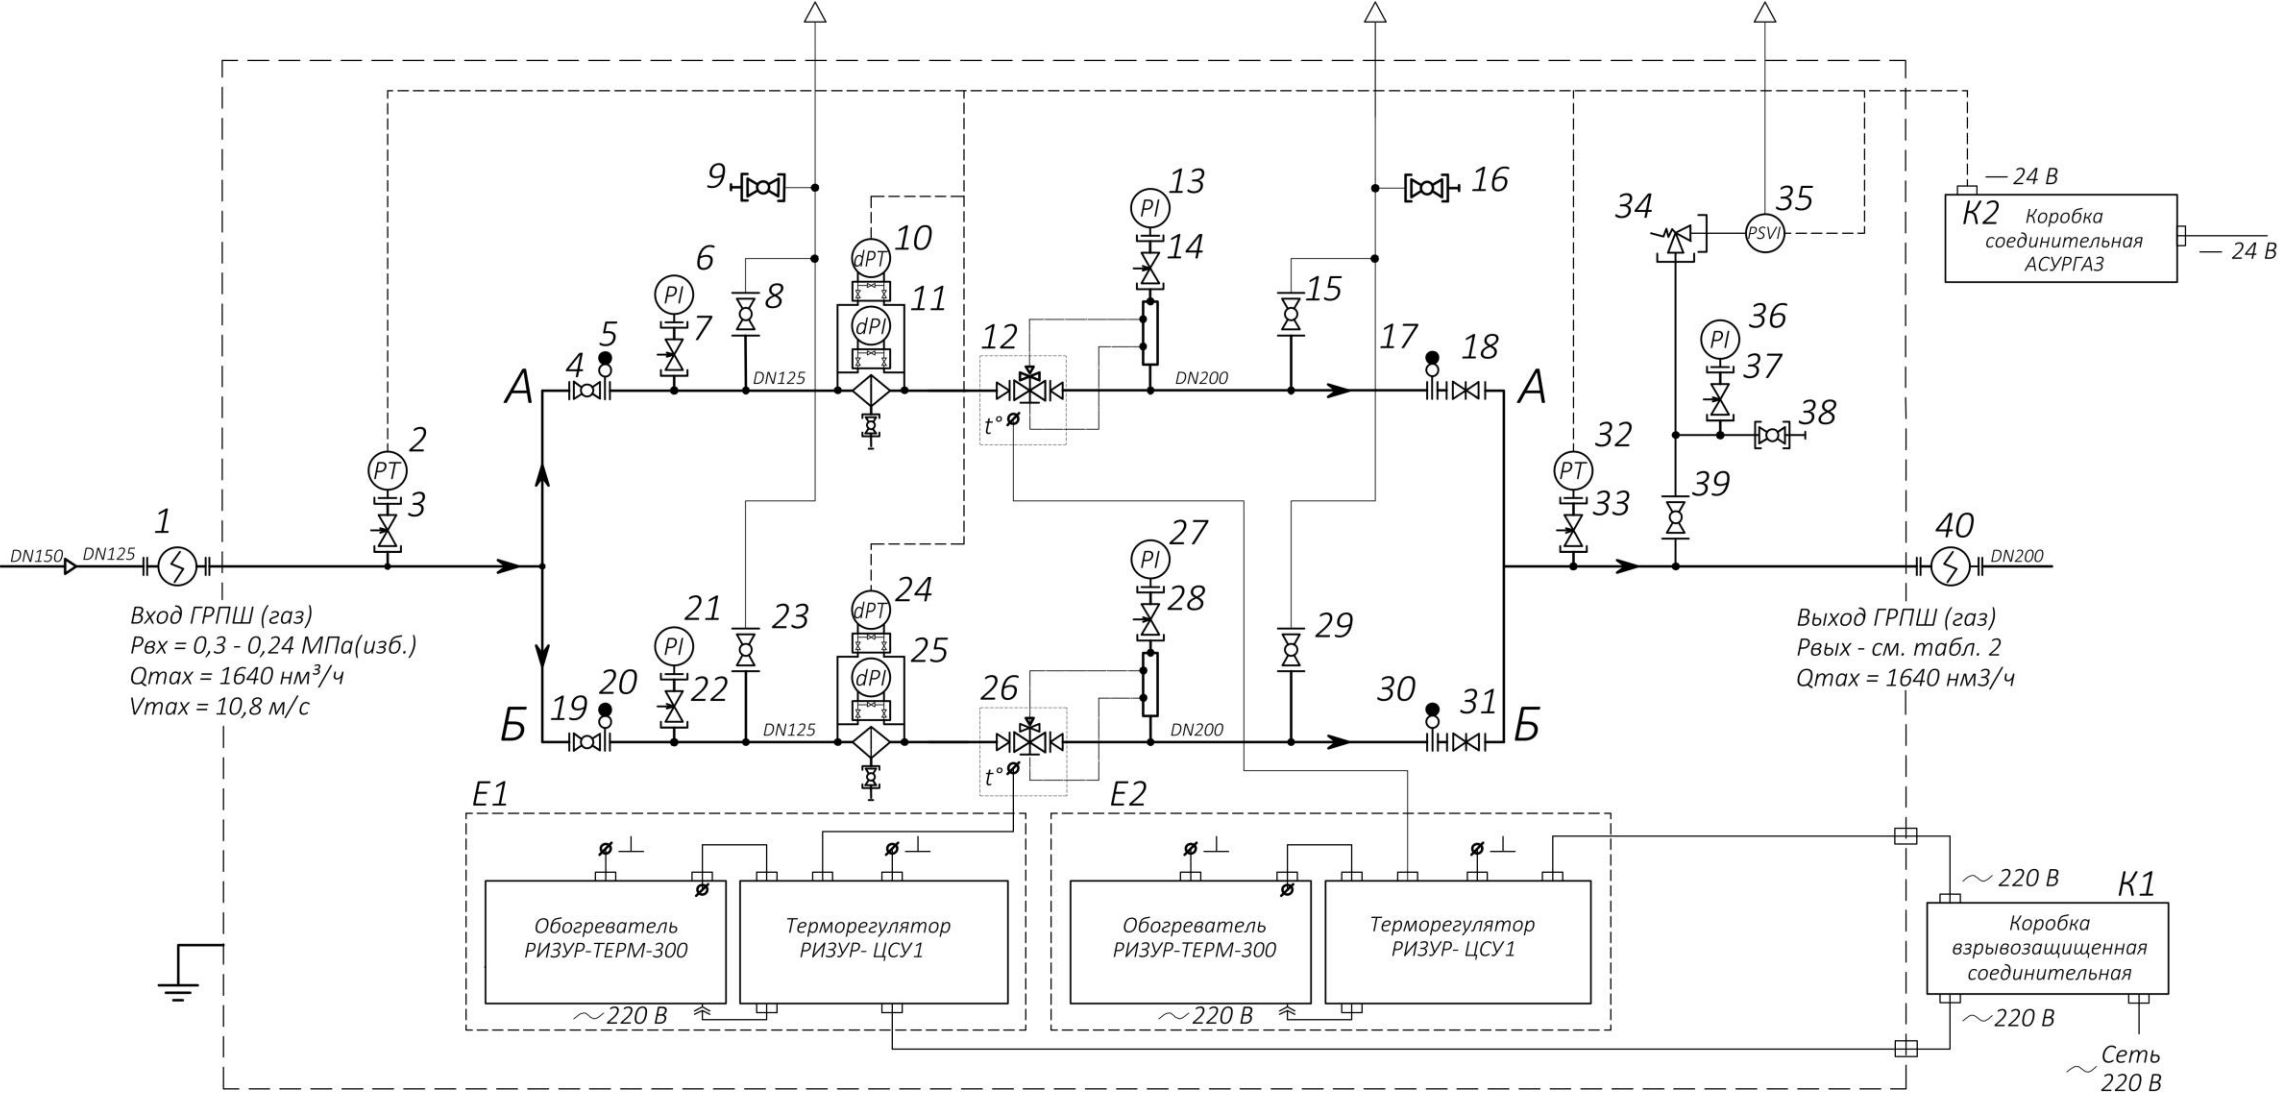 9
16
— 24 В
34
35
PSVI
К2
Коробка
соединительная
АСУРГАЗ
— 24 В
13
PI
14
10
dPT
11
dPI
6
PI
7
8
12
15
17
18
36
PI
37
38
5
4
А
DN125
DN200
А
t°
2
PT
3
32
PT
33
39
1
40
DN150
DN125
DN200
27
PI
28
24
dPT
25
dPI
21
PI
22
23
26
29
30
31
20
19
Б
DN125
DN200
Б
t°
Вход ГРПШ (газ)
Рвх = 0,3 - 0,24 МПа(изб.)
Qmax = 1640 нм³/ч
Vmax = 10,8 м/с
Выход ГРПШ (газ)
Рвых - см. табл. 2
Qmax = 1640 нм3/ч
Е1
Е2
Обогреватель
РИЗУР-ТЕРМ-300
Терморегулятор
РИЗУР- ЦСУ1
~220 В
Обогреватель
РИЗУР-ТЕРМ-300
Терморегулятор
РИЗУР- ЦСУ1
~220 В
~220 В
К1
Коробка
взрывозащищенная
соединительная
~220 В
Сеть
~220 В